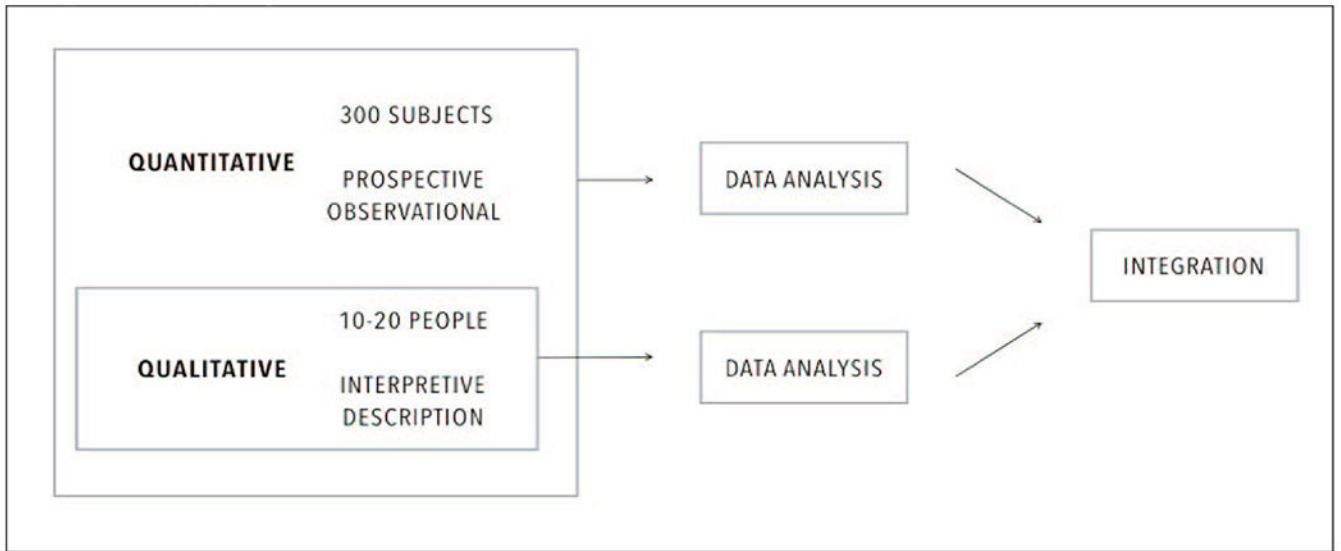 300 SUBJECTS
QUANTITATIVE
PROSPECTIVE
OBSERVATIONAL
10-20 PEOPLE
QUALITATIVE
INTERPRETIVE
DESCRIPTION
DATA ANALYSIS
DATA ANALYSIS
INTEGRATION